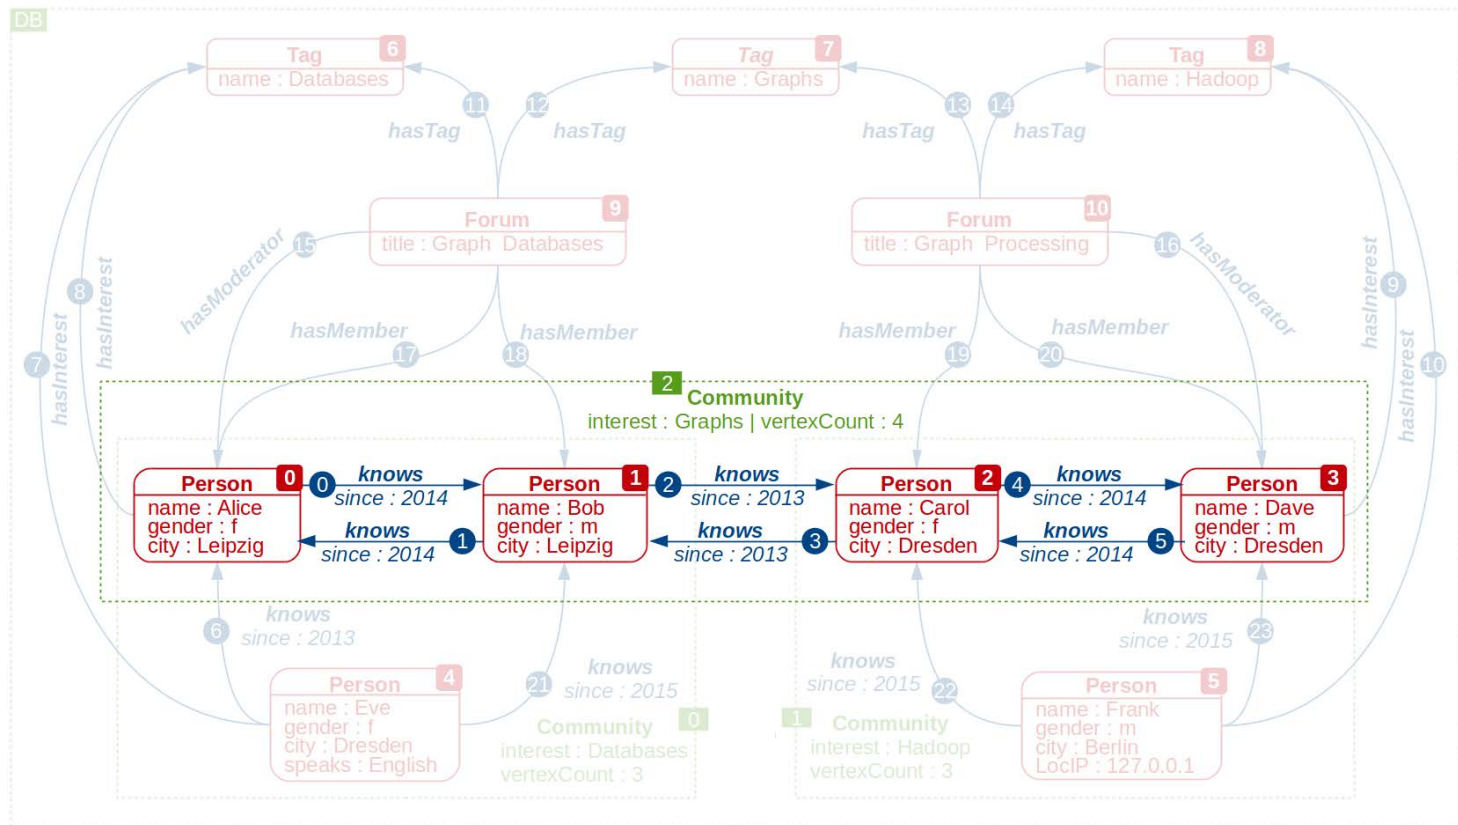 DB
Tag 6
name : Databases
Tag 7
name : Graphs
Tag 8
name : Hadoop
11
12
13
14
hasTag
hasTag
hasTag
hasTag
Forum 9
title : Graph Databases
Forum 10
title : Graph Processing
15
hasModerator
16
hasModerator
8
hasInterest
7
hasInterest
9
hasInterest
10
hasInterest
hasMember
17
hasMember
18
hasMember
19
hasMember
20
2
Community
interest : Graphs | vertexCount : 4
Person 0
name : Alice
gender : f
city : Leipzig
0 knows
since : 2014
knows
since : 2014 1
Person 1
name : Bob
gender : m
city : Leipzig
2 knows
since : 2013
knows
since : 2013 3
Person 2
name : Carol
gender : f
city : Dresden
4 knows
since : 2014
knows
since : 2014 5
Person 3
name : Dave
gender : m
city : Dresden
6
knows
since : 2013
21
knows
since : 2015
22
knows
since : 2015
23
knows
since : 2015
Person 4
name : Eve
gender : f
city : Dresden
speaks : English
Community 0
interest : Databases
vertexCount : 3
1 Community
interest : Hadoop
vertexCount : 3
Person 5
name : Frank
gender : m
city : Berlin
LocIP : 127.0.0.1